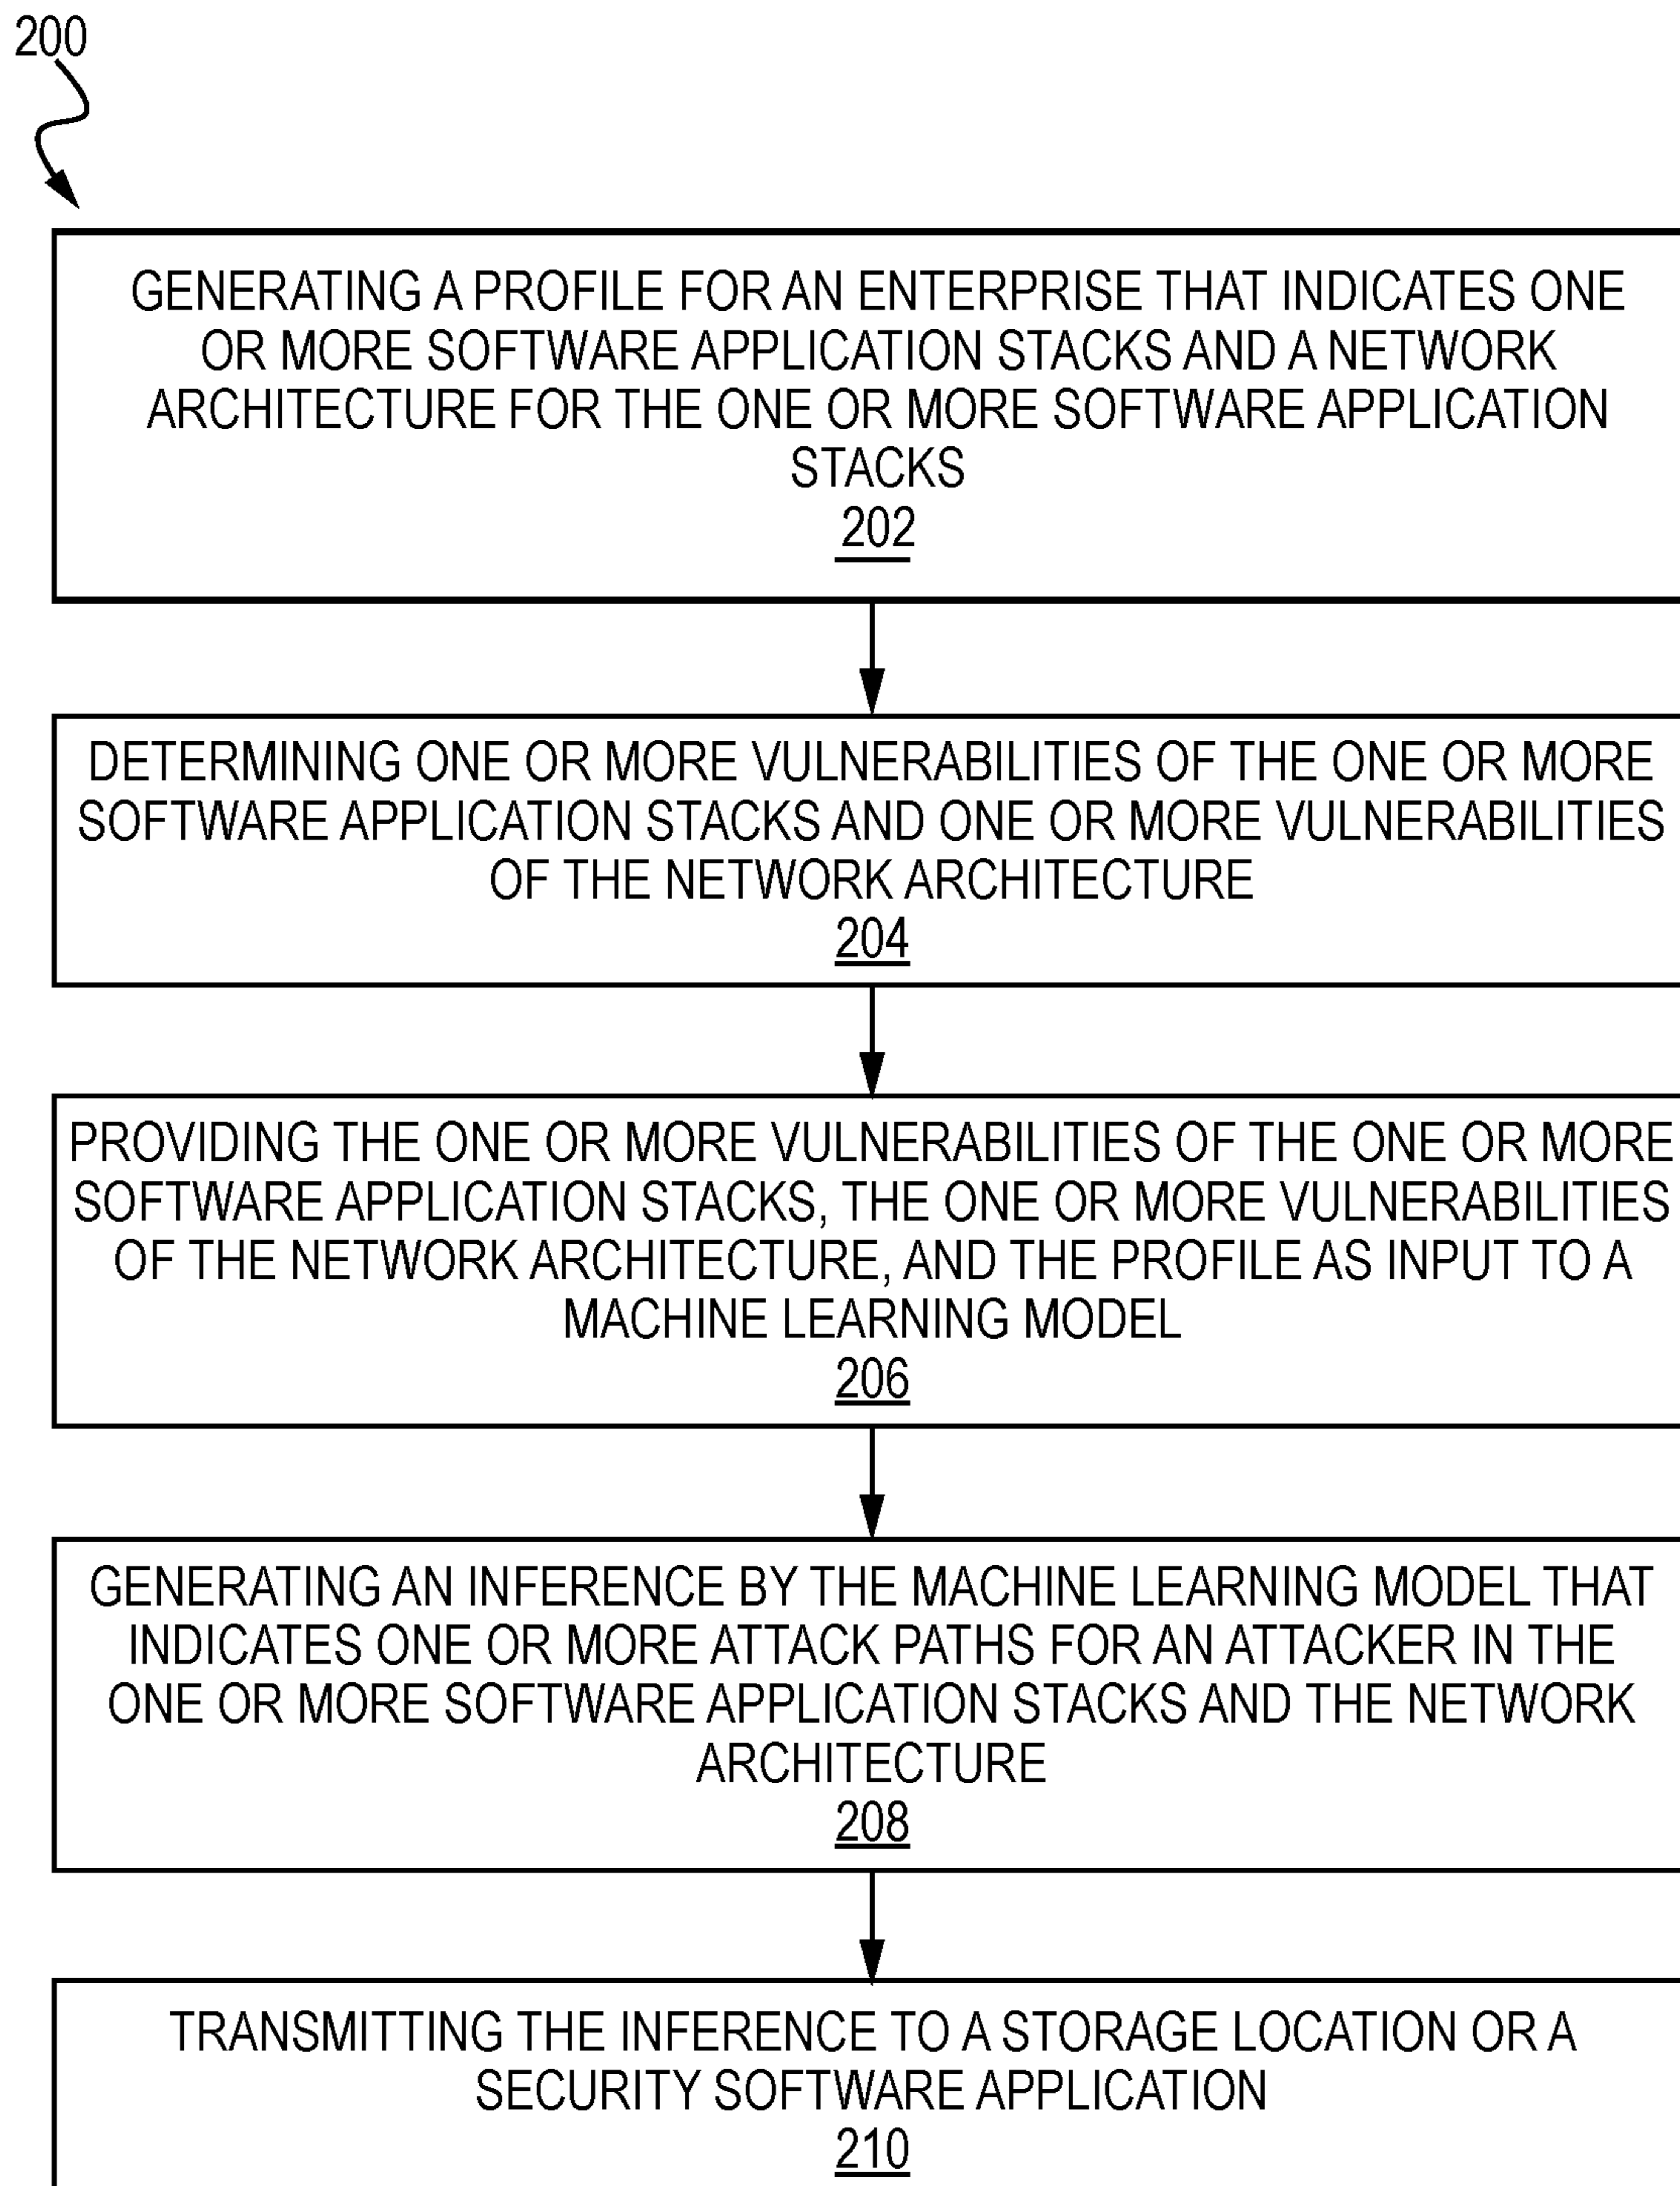 200
GENERATING A PROFILE FOR AN ENTERPRISE THAT INDICATES ONE
OR MORE SOFTWARE APPLICATION STACKS AND A NETWORK
ARCHITECTURE FOR THE ONE OR MORE SOFTWARE APPLICATION
STACKS
202
DETERMINING ONE OR MORE VULNERABILITIES OF THE ONE OR MORE
SOFTWARE APPLICATION STACKS AND ONE OR MORE VULNERABILITIES
OF THE NETWORK ARCHITECTURE
204
PROVIDING THE ONE OR MORE VULNERABILITIES OF THE ONE OR MORE
SOFTWARE APPLICATION STACKS, THE ONE OR MORE VULNERABILITIES
OF THE NETWORK ARCHITECTURE, AND THE PROFILE AS INPUT TO A
MACHINE LEARNING MODEL
206
GENERATING AN INFERENCE BY THE MACHINE LEARNING MODEL THAT
INDICATES ONE OR MORE ATTACK PATHS FOR AN ATTACKER IN THE
ONE OR MORE SOFTWARE APPLICATION STACKS AND THE NETWORK
ARCHITECTURE
208
TRANSMITTING THE INFERENCE TO A STORAGE LOCATION OR A
SECURITY SOFTWARE APPLICATION
210